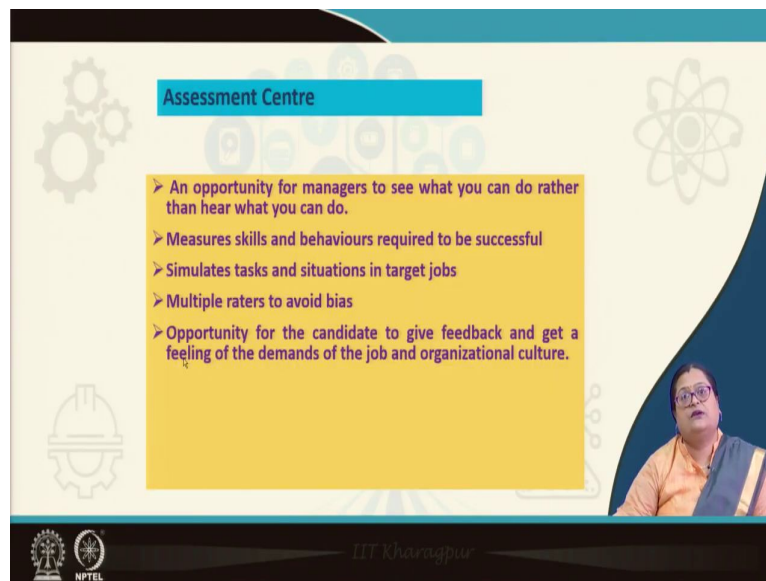 Assessment Centre
➢ An opportunity for managers to see what you can do rather
than hear what you can do.
➢ Measures skills and behaviours required to be successful
➢ Simulates tasks and situations in target jobs
➢ Multiple raters to avoid bias
➢ Opportunity for the candidate to give feedback and get a
feeling of the demands of the job and organizational culture.
IIT Kharagpur
NPTEL